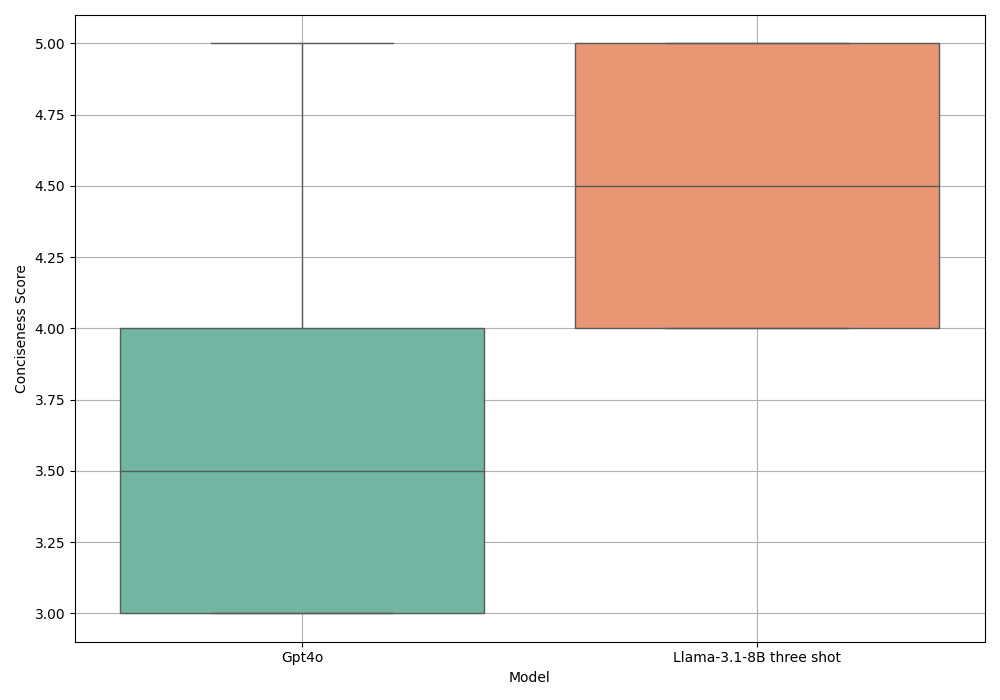 5.00
4.75
4.50
4.25
4.00
3.75
3.50
3.25
3.00
Conciseness Score
Gpt4o
Llama-3.1-8B three shot
Model